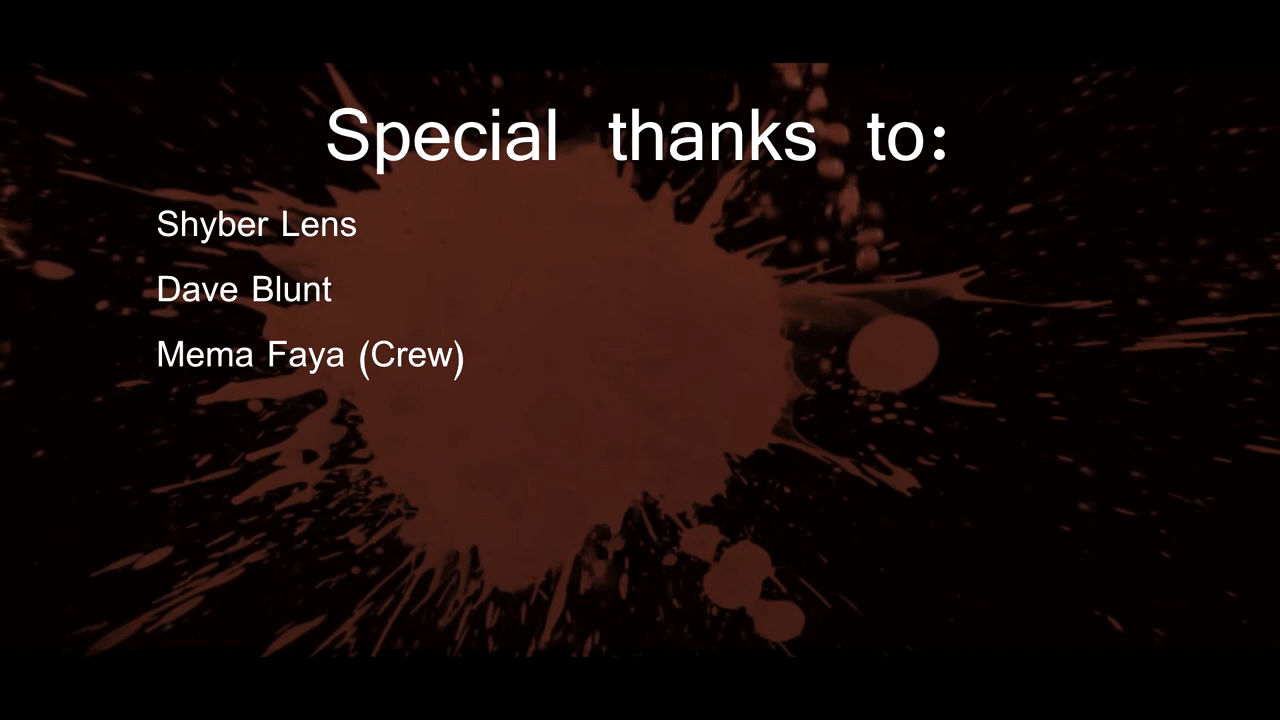 Special thanks to:
Shyber Lens
Dave Blunt
Mema Faya (Crew)